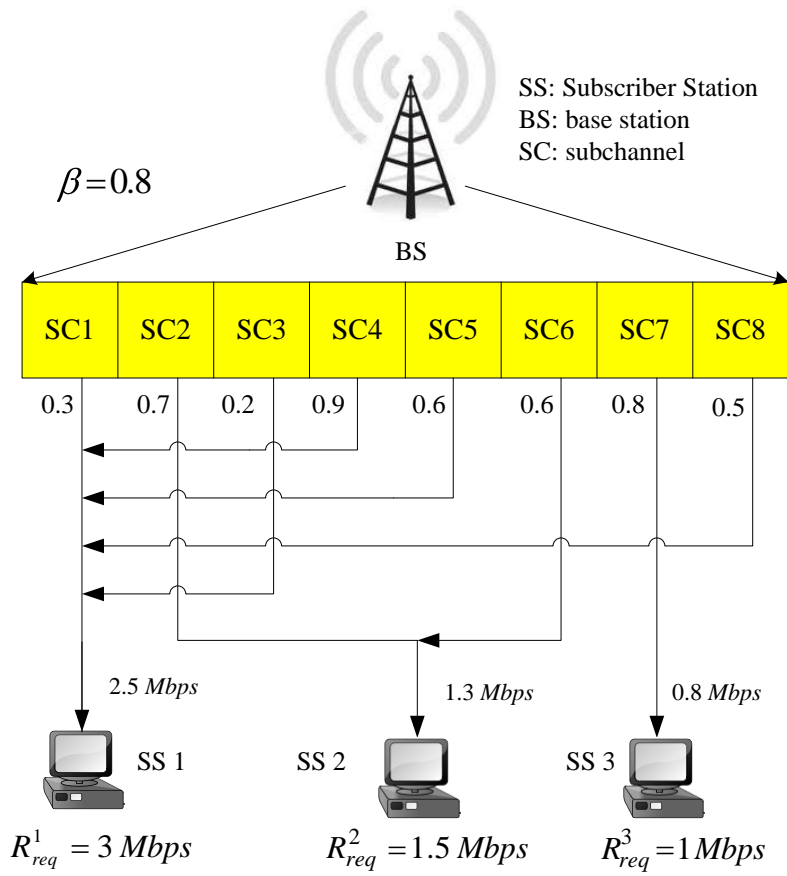 SS: Subscriber Station
BS: base station
SC: subchannel
β=0.8
BS
SC1 SC2 SC3 SC4 SC5 SC6 SC7 SC8
0.3 0.7 0.2 0.9 0.6 0.6 0.8 0.5
2.5 Mbps 1.3 Mbps 0.8 Mbps
SS 1 SS 2 SS 3
R^1_req = 3 Mbps R^2_req = 1.5 Mbps R^3_req = 1 Mbps